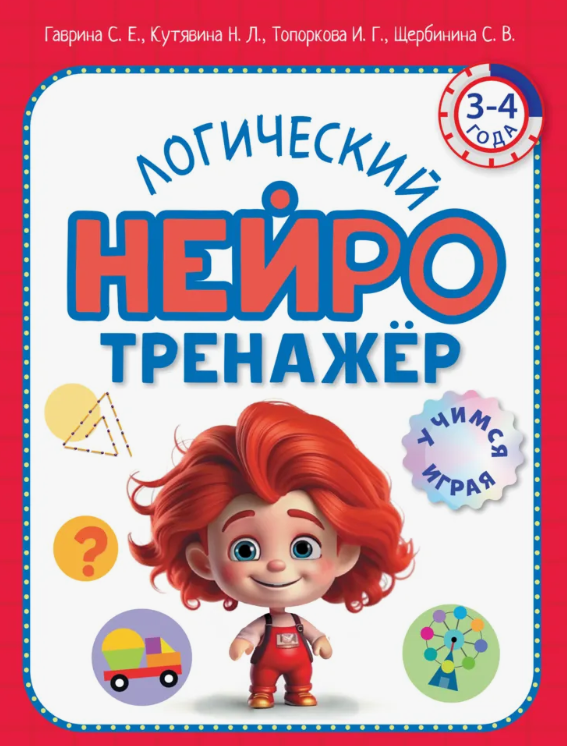 Гаврина С. Е., Кутявина Н. Л., Топоркова И. Г., Щербинина С. В.
3-4
ГОДА
ЛОГИЧЕСКИЙ
НЕЙРО
ТРЕНАЖЁР
УЧИМСЯ
ИГРАЯ
?